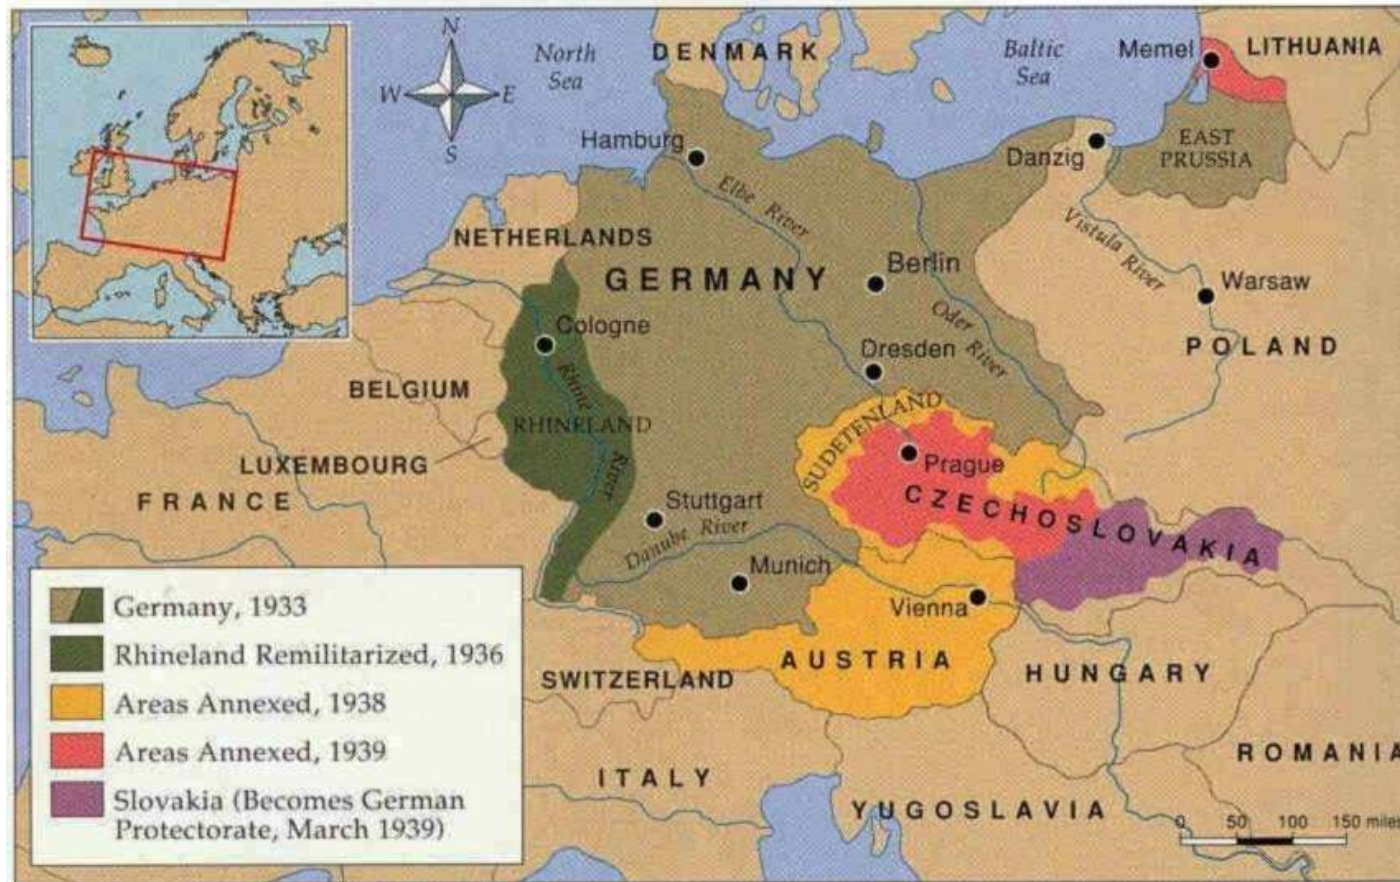 N
W E
S
North
Sea
DENMARK
Baltic
Sea
Memel
LITHUANIA
Hamburg
Danzig
EAST
PRUSSIA
Elbe River
Vistula River
NETHERLANDS
GERMANY
Berlin
Warsaw
Cologne
Oder River
Dresden
POLAND
BELGIUM
Rhine River
RHINELAND
SUDETENLAND
LUXEMBOURG
Prague
FRANCE
Stuttgart
CZECHOSLOVAKIA
Danube River
Munich
Vienna
AUSTRIA
SWITZERLAND
HUNGARY
ITALY
ROMANIA
YUGOSLAVIA
0 50 100 150 miles
Germany, 1933
Rhineland Remilitarized, 1936
Areas Annexed, 1938
Areas Annexed, 1939
Slovakia (Becomes German
Protectorate, March 1939)